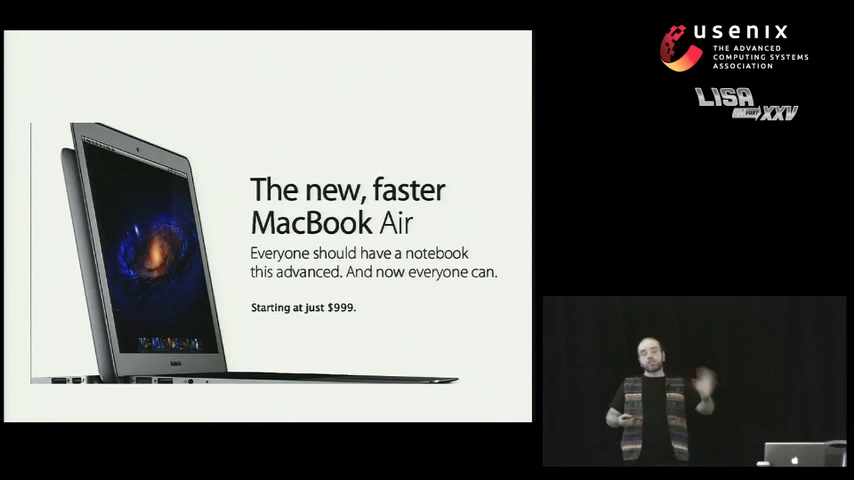 usenix
THE ADVANCED
COMPUTING SYSTEMS
ASSOCIATION
LISA
PART XXV
The new, faster
MacBook Air
Everyone should have a notebook
this advanced. And now everyone can.
Starting at just $999.